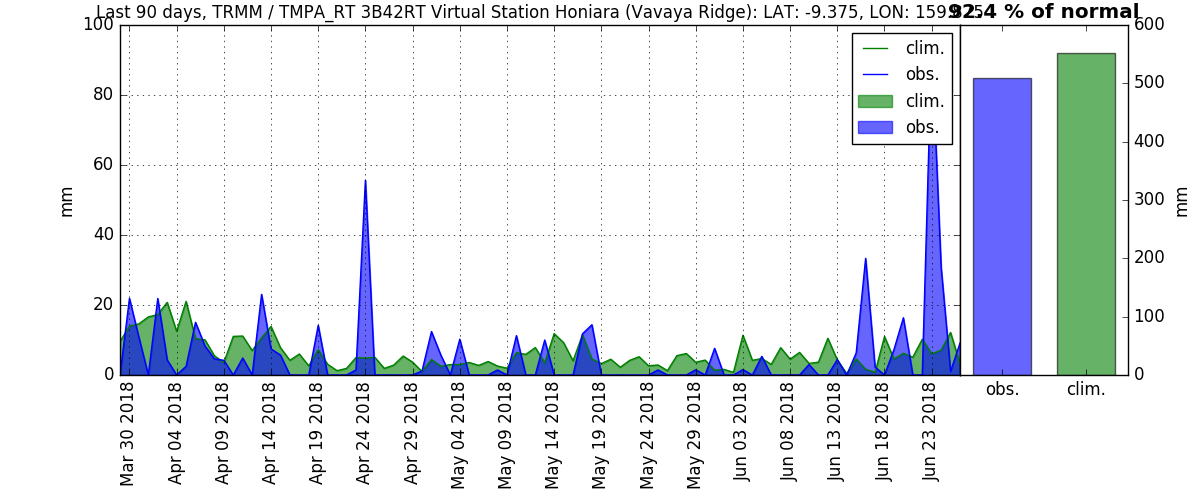 Last 90 days, TRMM / TMPA_RT 3B42RT Virtual Station Honiara (Vavaya Ridge): LAT: -9.375, LON: 159.875
92.4 % of normal
100
80
60
40
20
0
mm
clim.
obs.
clim.
obs.
600
500
400
300
200
100
0
mm
Mar 30 2018
Apr 04 2018
Apr 09 2018
Apr 14 2018
Apr 19 2018
Apr 24 2018
Apr 29 2018
May 04 2018
May 09 2018
May 14 2018
May 19 2018
May 24 2018
May 29 2018
Jun 03 2018
Jun 08 2018
Jun 13 2018
Jun 18 2018
Jun 23 2018
obs.
clim.